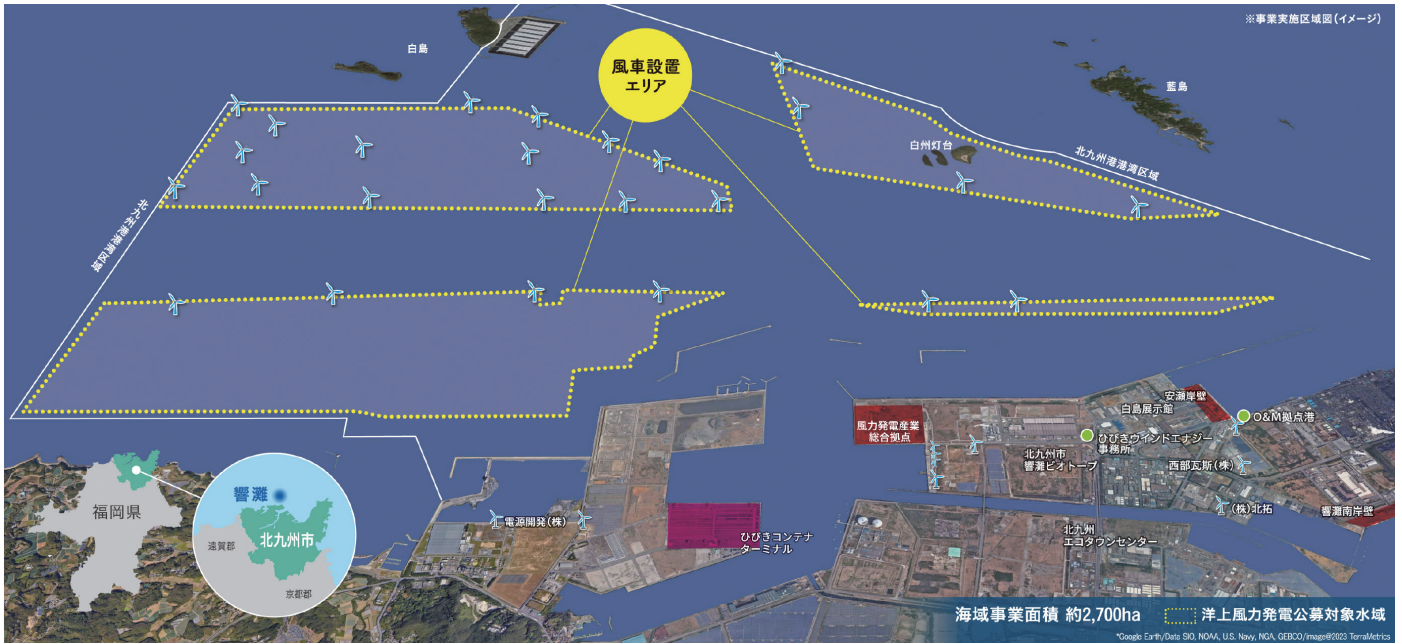 ※事業実施区域図(イメージ)
白島
風車設置
エリア
藍島
白州灯台
北九州港港湾区域
北九州港港湾区域
安瀬岸壁
白島展示館
O&M拠点港
風力発電産業
総合拠点
ひびきウインドエナジー
事務所
北九州市
響灘ビオトープ
西部瓦斯(株)
(株)北拓
響灘南岸壁
電源開発(株)
ひびきコンテナ
ターミナル
北九州
エコタウンセンター
福岡県
響灘
遠賀郡
北九州市
京都郡
海域事業面積 約2,700ha
洋上風力発電公募対象水域
*Google Earth/Data SIO, NOAA, U.S. Navy, NGA, GEBCO/Image©2023 TerraMetrics